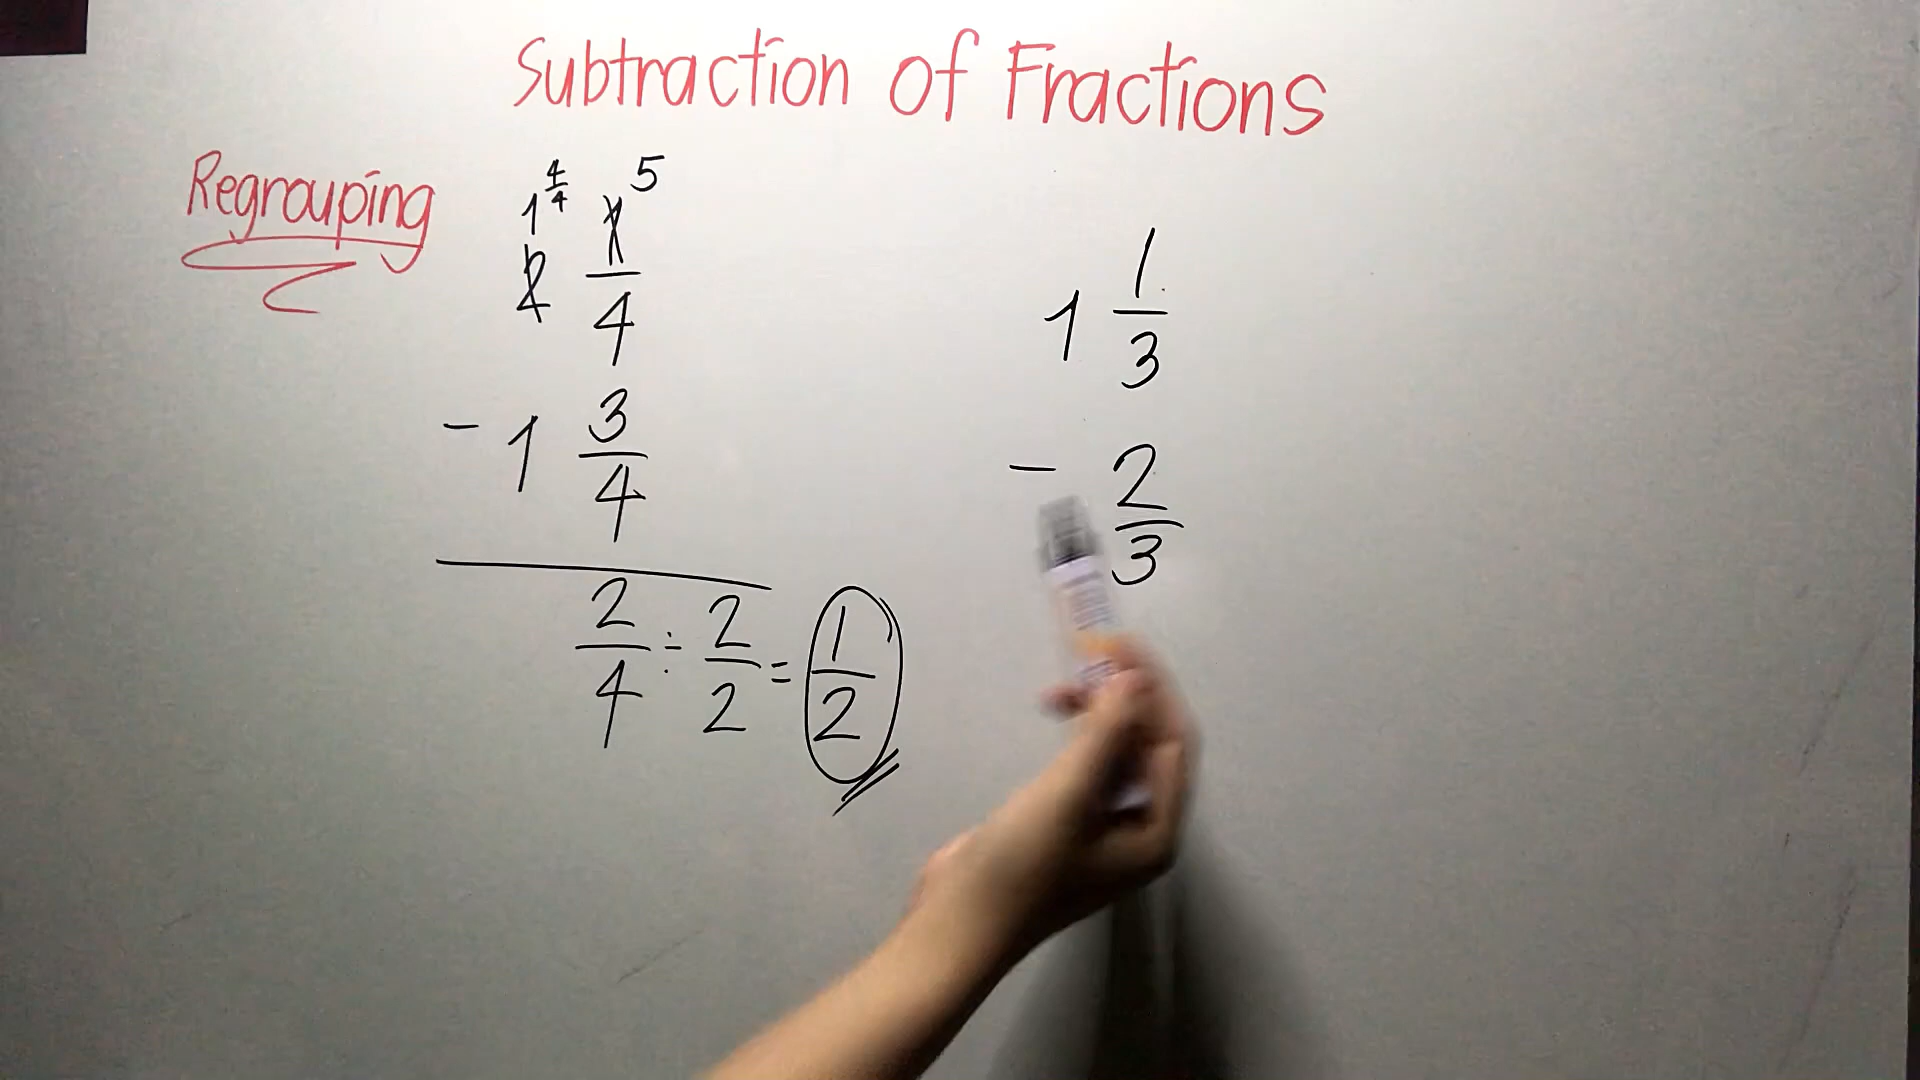 Subtraction of Fractions
Regrouping
1 4/4 5
2 1/4
- 1 3/4
2/4 ÷ 2/2 = 1/2
1 1/3
- 2/3